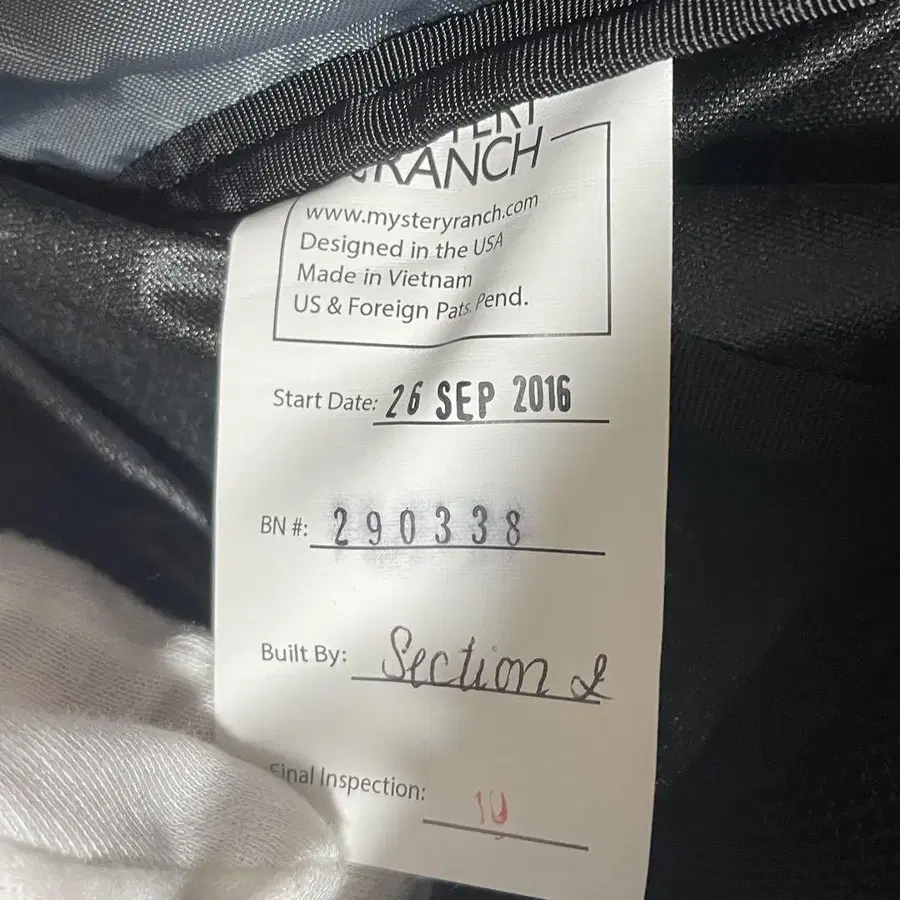 RANCH
www.mysteryranch.com
Designed in the USA
Made in Vietnam
US & Foreign Pats. Pend.
Start Date: 26 SEP 2016
BN #: 290338
Built By: Section 2
Final Inspection: